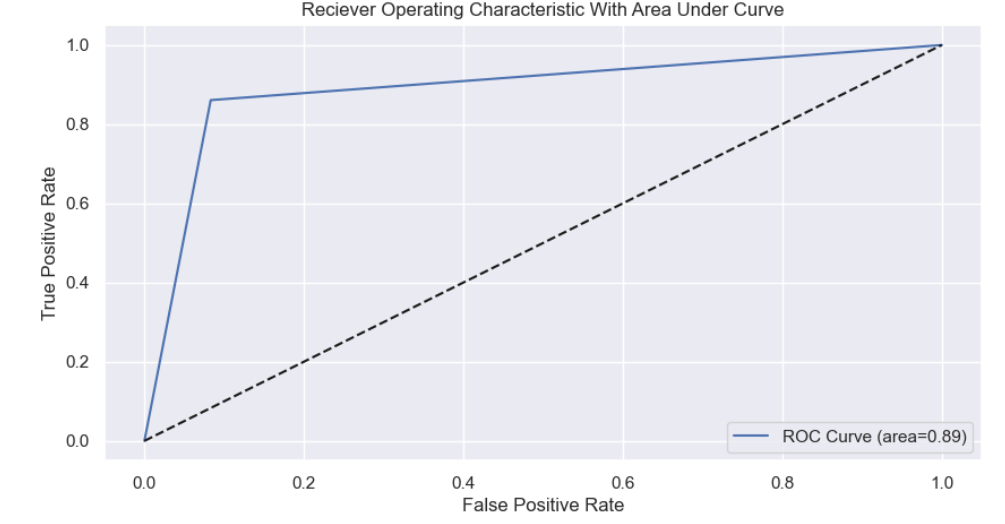 Reciever Operating Characteristic With Area Under Curve
True Positive Rate
1.0
0.8
0.6
0.4
0.2
0.0
ROC Curve (area=0.89)
0.0 0.2 0.4 0.6 0.8 1.0
False Positive Rate